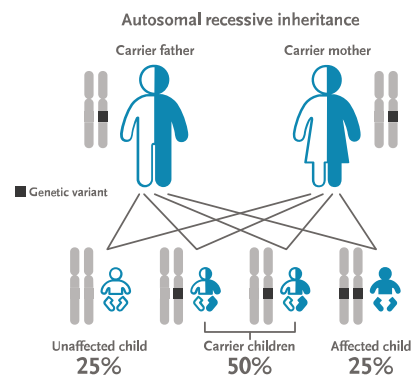 Autosomal recessive inheritance
Carrier father
Carrier mother
Genetic variant
Unaffected child
Carrier children
Affected child
25%
50%
25%